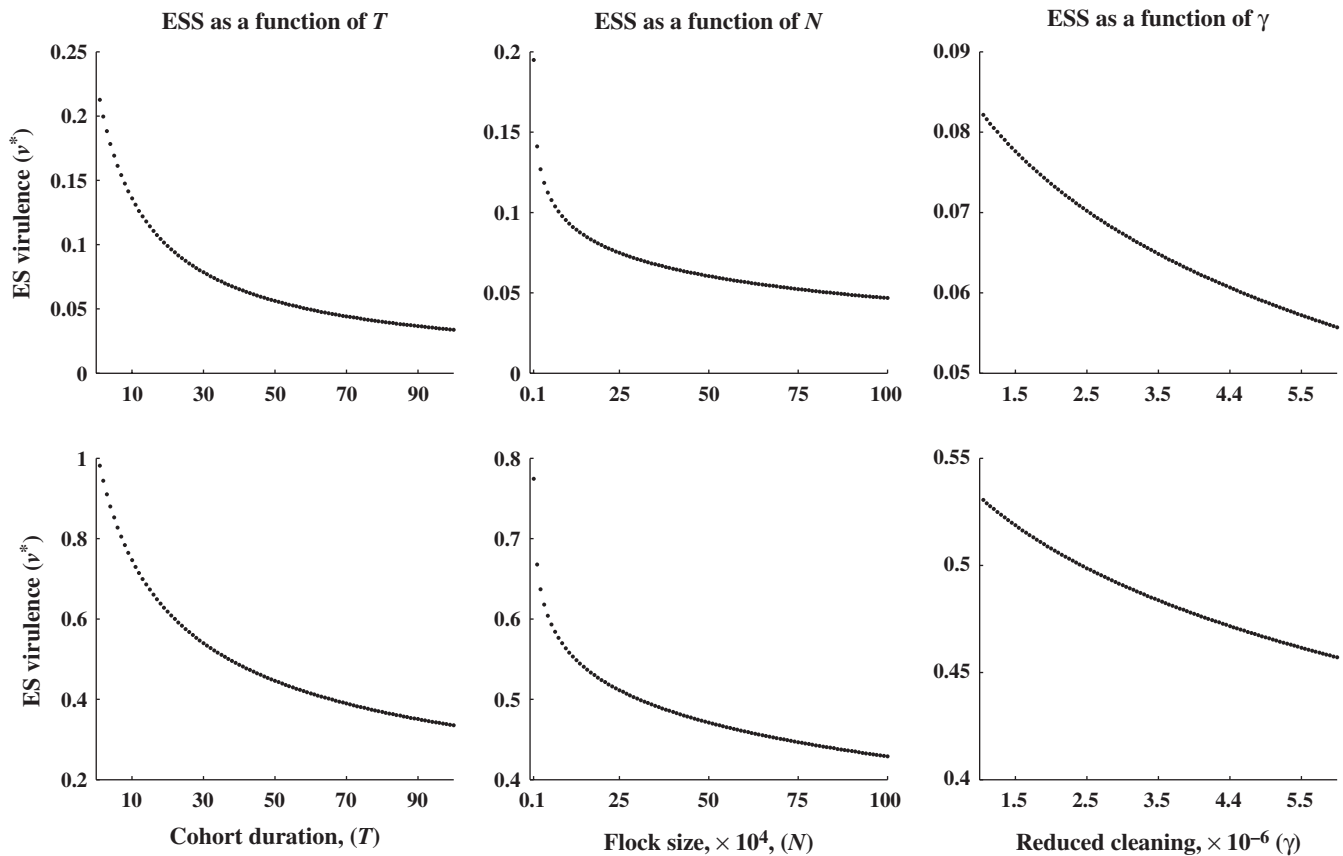 ESS as a function of T
ESS as a function of N
ESS as a function of γ
ES virulence (v*)
0.25
0.2
0.15
0.1
0.05
0
10 30 50 70 90
0.2
0.15
0.1
0.05
0
0.1 25 50 75 100
0.09
0.08
0.07
0.06
0.05
1.5 2.5 3.5 4.4 5.5
ES virulence (v*)
1
0.8
0.6
0.4
0.2
10 30 50 70 90
Cohort duration, (T)
0.8
0.7
0.6
0.5
0.4
0.1 25 50 75 100
Flock size, × 10⁴, (N)
0.55
0.5
0.45
0.4
1.5 2.5 3.5 4.4 5.5
Reduced cleaning, × 10⁻⁶ (γ)